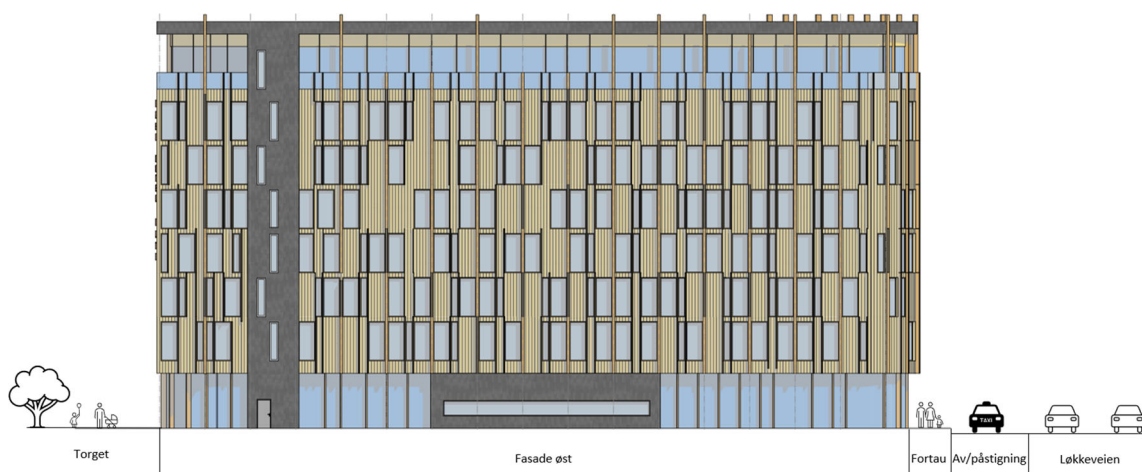 TAXI
Torget
Fasade øst
Fortau
Av/påstigning
Løkkeveien